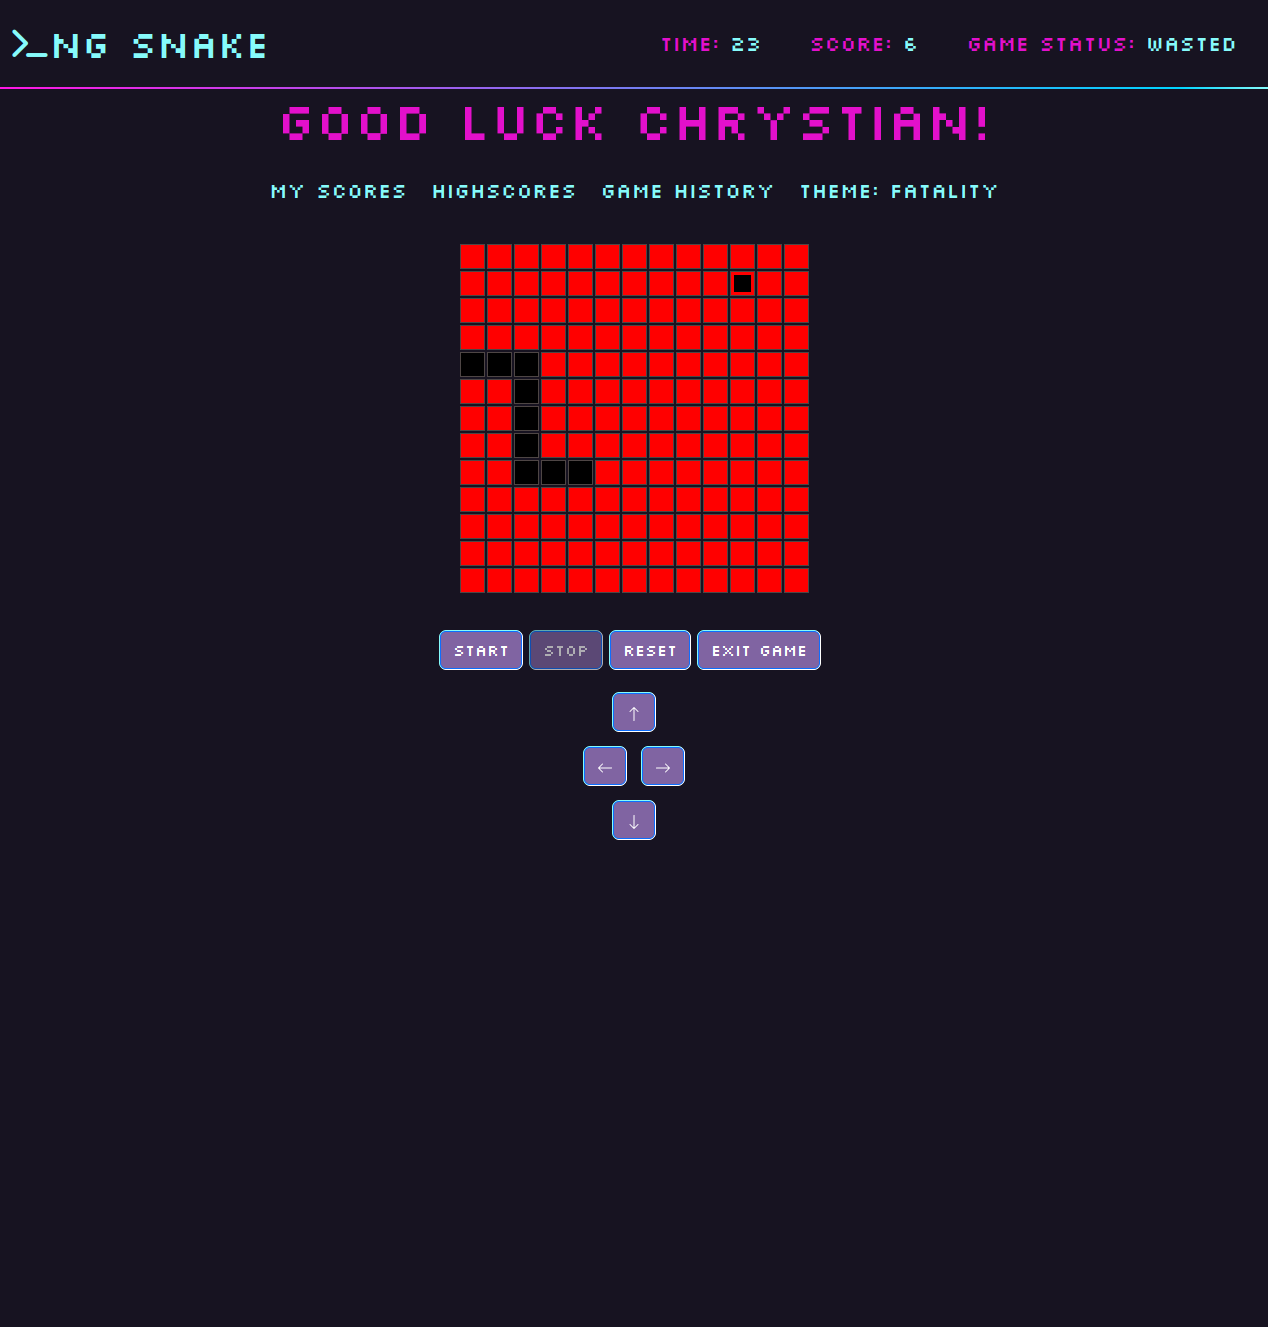 NG SNAKE
TIME: 23 SCORE: 6 GAME STATUS: WASTED
GOOD LUCK CHRYSTIAN!
MY SCORES HIGHSCORES GAME HISTORY THEME: FATALITY
START STOP RESET EXIT GAME
↑
← →
↓